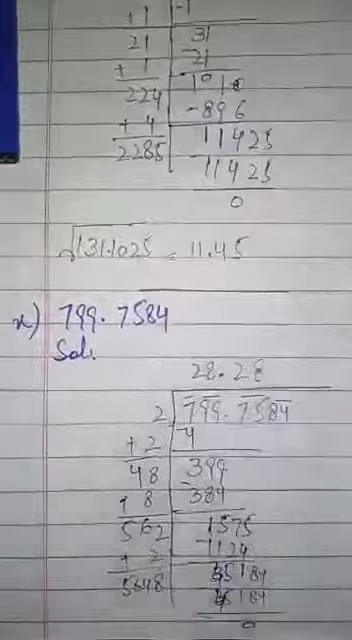 +1 | -1
21 | 31
+ 1 | -21
224 | 1010
+ 4 | -896
2285 | 11425
-11425
0
√131.1025 = 11.45
x) 799.7584
Sol.
28.28
2 | 799.7584
+ 2 | 4
48 | 399
+ 8 | -384
562 | 1575
+ 2 | -1124
5648 | 45184
45184
0